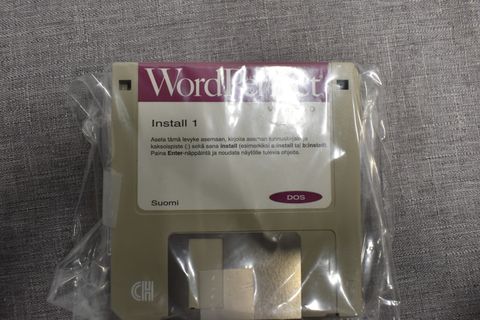 WordPerfect
Install 1
Aseta tämä levyke asemaan, kirjoita aseman tunnuskirjain ja
kaksoispiste (:) sekä sana install (esimerkiksi a:install tai b:install).
Paina Enter-näppäintä ja noudata näytölle tulevia ohjeita.
Suomi
DOS